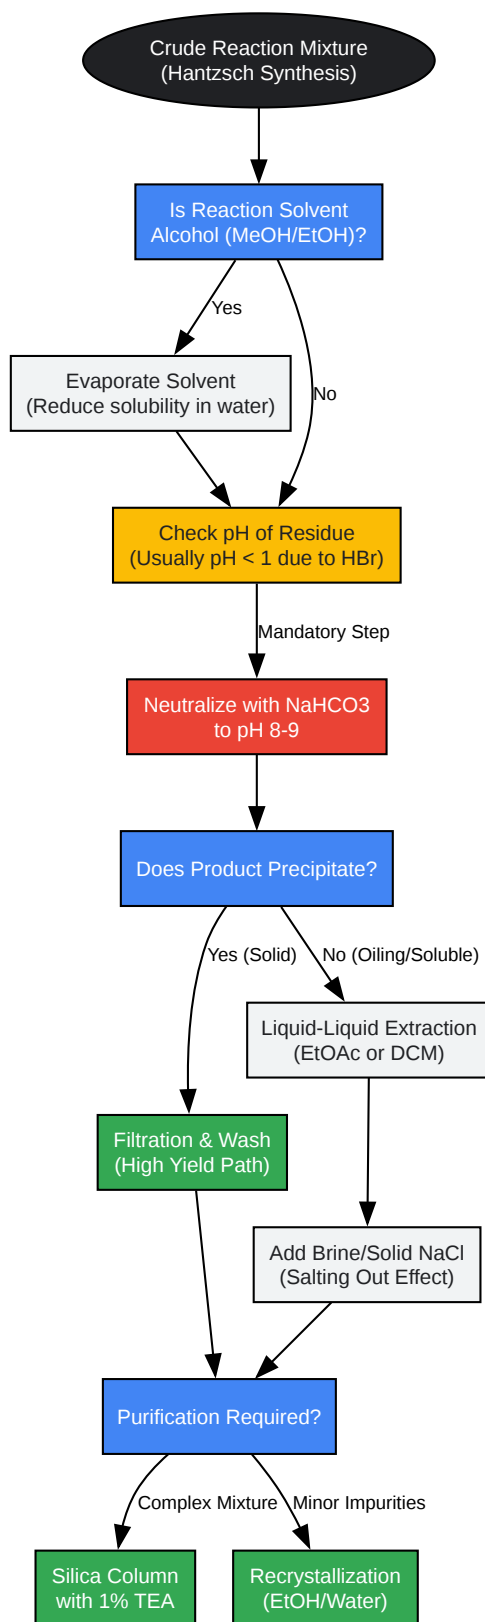 Crude Reaction Mixture
(Hantzsch Synthesis)
Is Reaction Solvent
Alcohol (MeOH/EtOH)?
Yes
No
Evaporate Solvent
(Reduce solubility in water)
Check pH of Residue
(Usually pH < 1 due to HBr)
Mandatory Step
Neutralize with NaHCO3
to pH 8-9
Does Product Precipitate?
Yes (Solid)
No (Oiling/Soluble)
Liquid-Liquid Extraction
(EtOAc or DCM)
Filtration & Wash
(High Yield Path)
Add Brine/Solid NaCl
(Salting Out Effect)
Purification Required?
Complex Mixture
Minor Impurities
Silica Column
with 1% TEA
Recrystallization
(EtOH/Water)